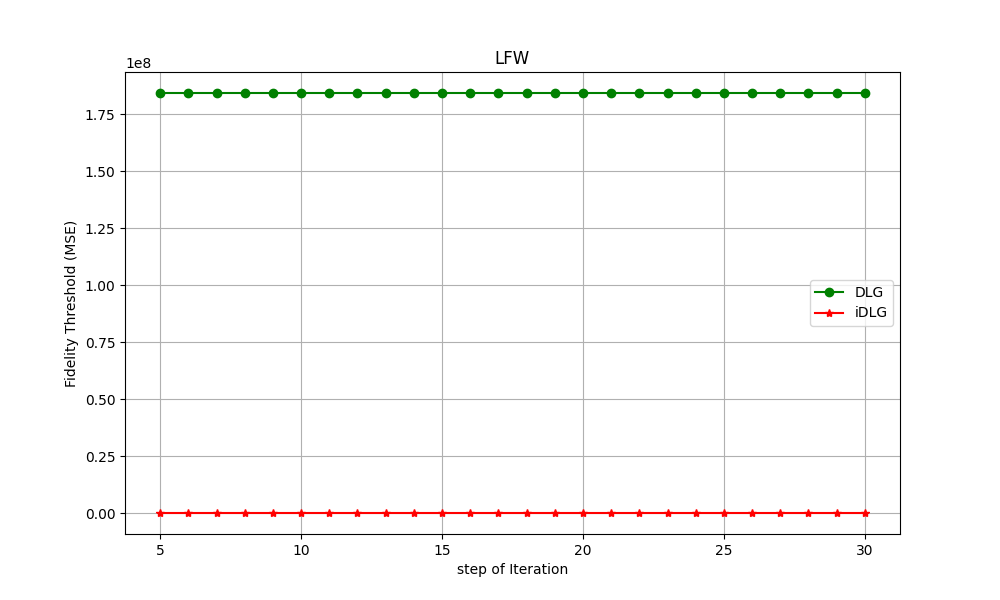 LFW
1e8
1.75
1.50
1.25
1.00
0.75
0.50
0.25
0.00
Fidelity Threshold (MSE)
DLG
iDLG
5 10 15 20 25 30
step of Iteration